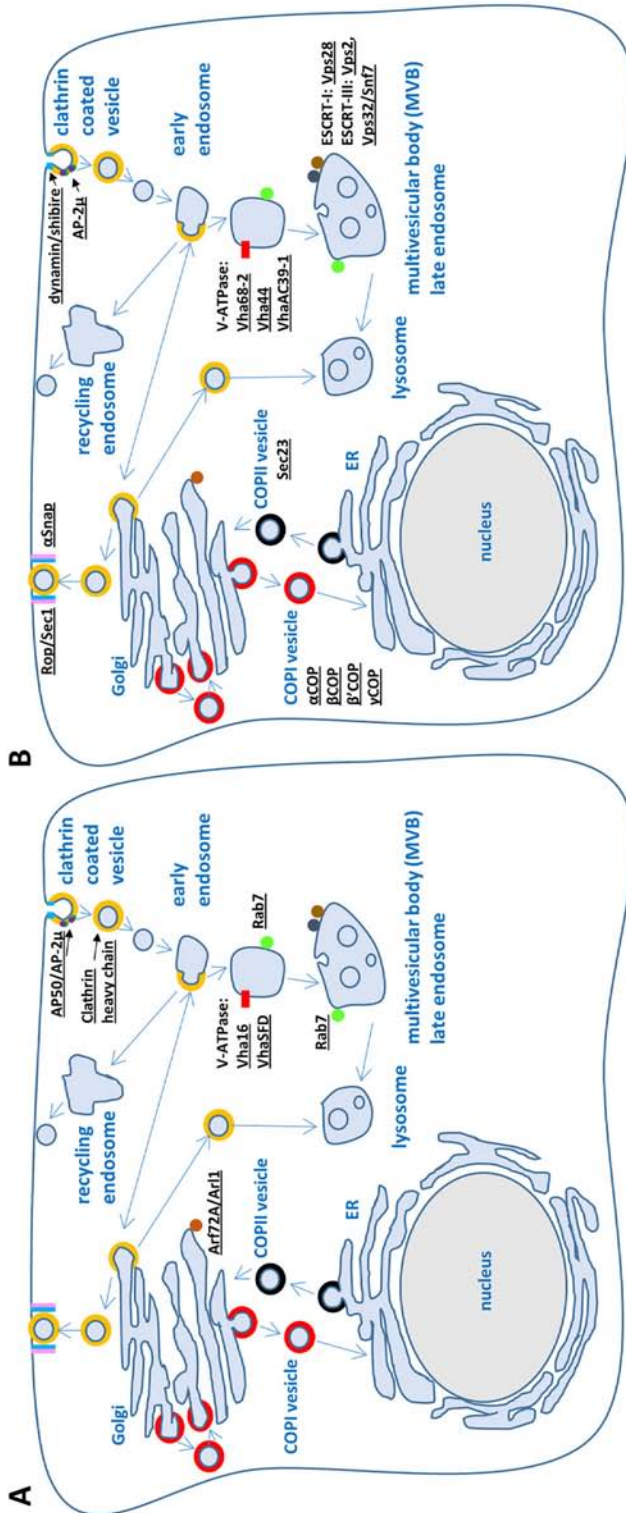 A
AP50/AP-2µ
clathrin
coated
vesicle
Clathrin
heavy chain
recycling
endosome
early
endosome
Golgi
Arf72A/Arl1
V-ATPase:
Vha16
VhaSFD
Rab7
COPI vesicle
COPII vesicle
Rab7
lysosome
multivesicular body (MVB)
late endosome
ER
nucleus
B
Rop/Sec1
αSnap
dynamin/shibire
AP-2µ
clathrin
coated
vesicle
recycling
endosome
early
endosome
Golgi
V-ATPase:
Vha68-2
Vha44
VhaAC39-1
COPI vesicle
αCOP
βCOP
β'COP
γCOP
COPII vesicle
Sec23
ESCRT-I: Vps28
ESCRT-III: Vps2,
Vps32/Snf7
lysosome
multivesicular body (MVB)
late endosome
ER
nucleus